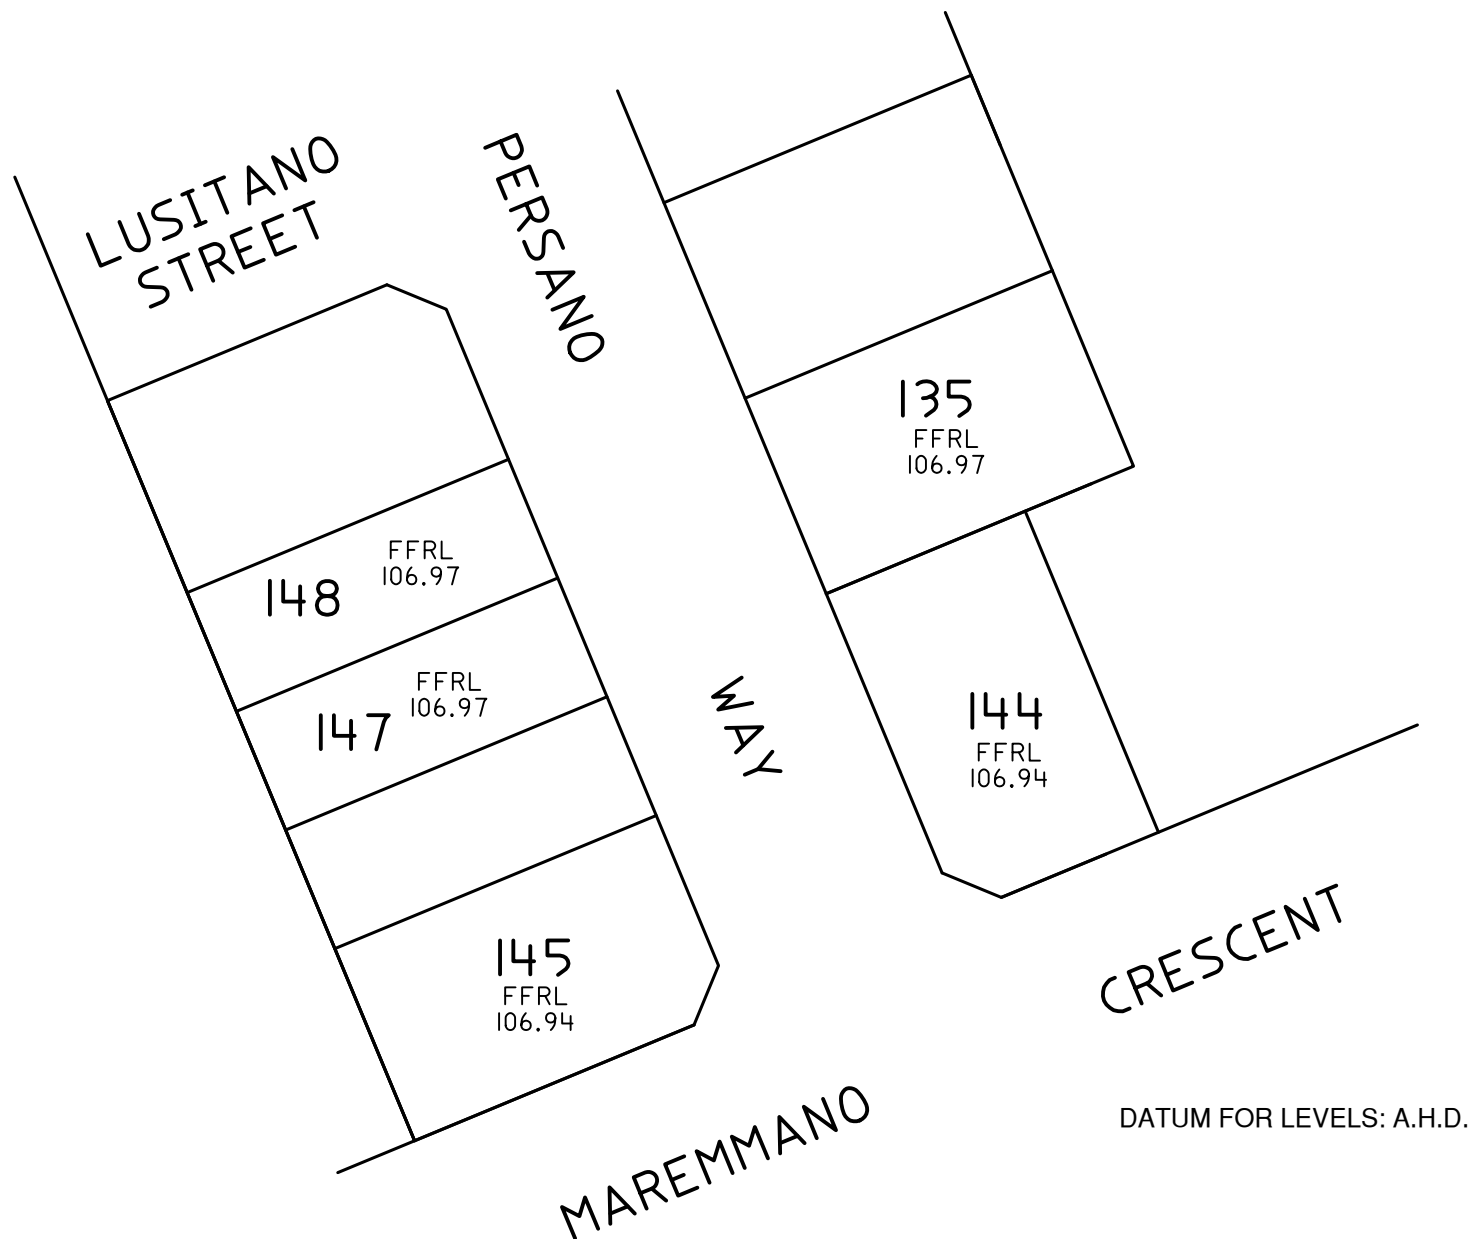 LUSITANO
STREET
PERSANO
WAY
135
FFRL
106.97
148
FFRL
106.97
147
FFRL
106.97
144
FFRL
106.94
145
FFRL
106.94
MAREMMANO
CRESCENT
DATUM FOR LEVELS: A.H.D.